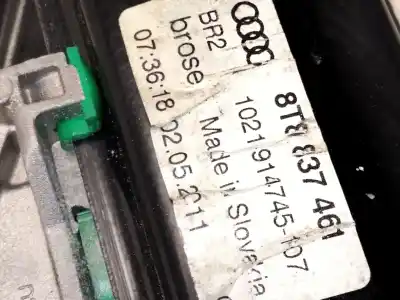 8T0 837 461
1021914745-107
Made in Slovakia
BR2
brose
07:36:18 02.05.2011